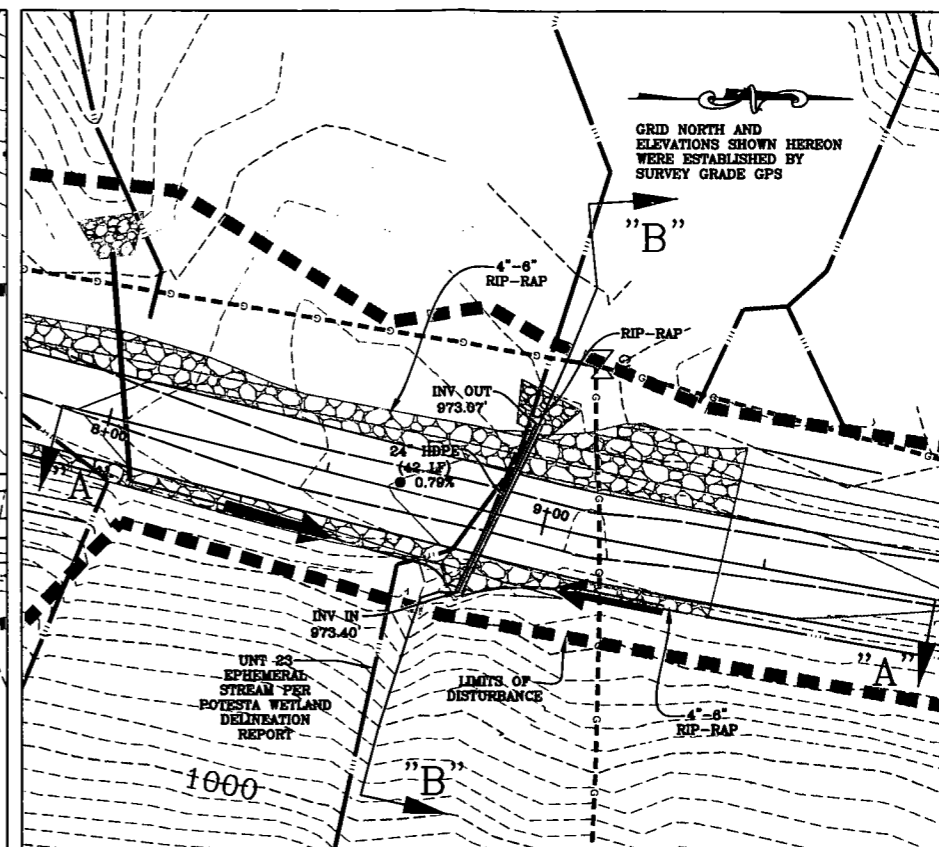 GRID NORTH AND
ELEVATIONS SHOWN HEREON
WERE ESTABLISHED BY
SURVEY GRADE GPS
"B"
4"-6"
RIP-RAP
G
G
G
G
G
RIP-RAP
G
G
INV OUT
973.07'
8+00
24" HDPE
(42 LF)
@ 0.79%
"A"
9+00
G
INV IN
973.40'
UNT 23
EPHEMERAL
STREAM PER
POTESTA WETLAND
DELINEATION
REPORT
LIMITS OF
DISTURBANCE
"A"
4"-6"
RIP-RAP
G
1000
"B"